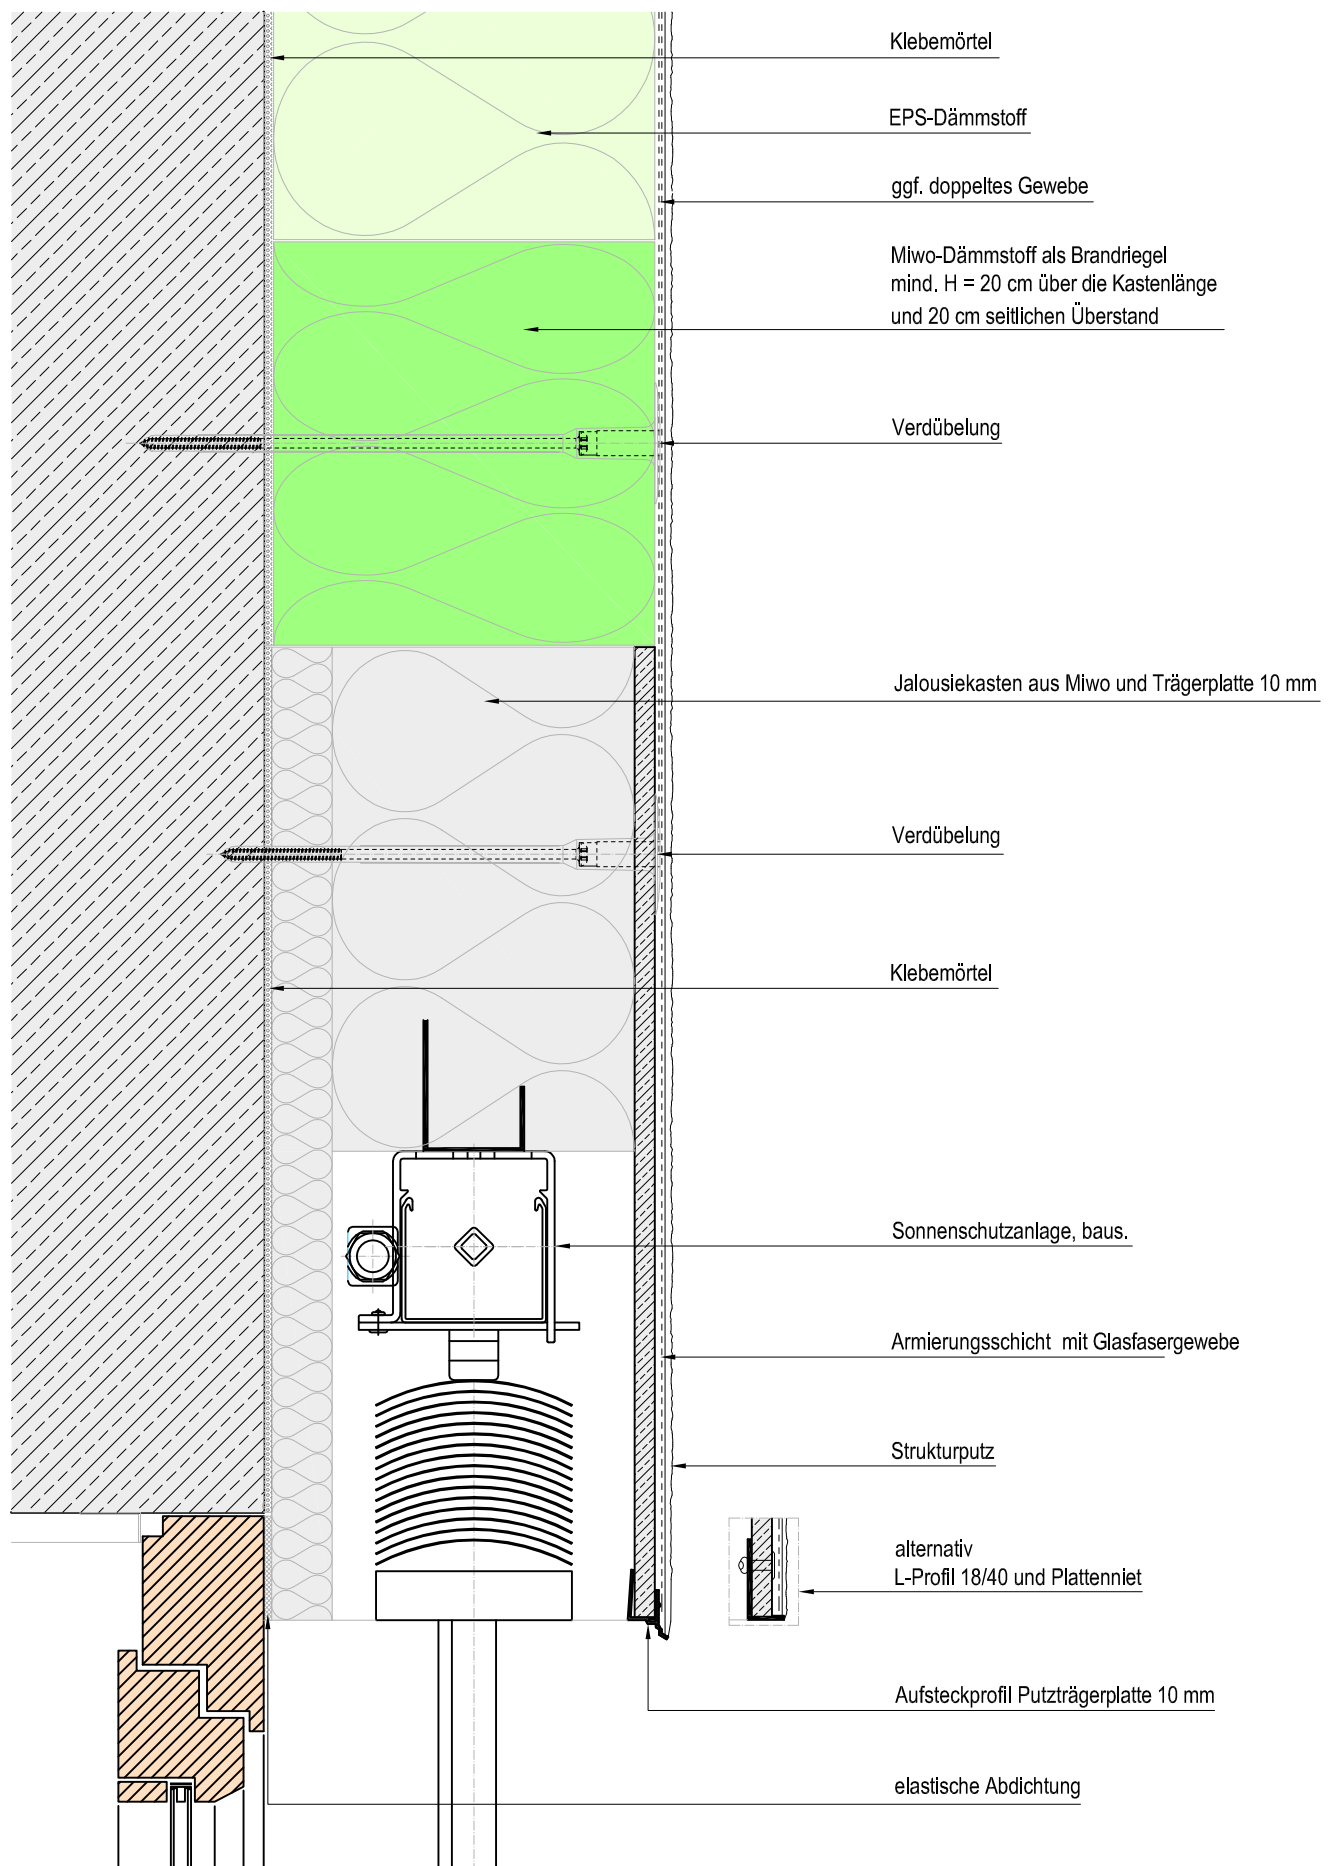 Klebemörtel
EPS-Dämmstoff
ggf. doppeltes Gewebe
Miwo-Dämmstoff als Brandriegel
mind. H = 20 cm über die Kastenlänge
und 20 cm seitlichen Überstand
Verdübelung
Jalousiekasten aus Miwo und Trägerplatte 10 mm
Verdübelung
Klebemörtel
Sonnenschutzanlage, baus.
Armierungsschicht  mit Glasfasergewebe
Strukturputz
alternativ
L-Profil 18/40 und Plattenniet
Aufsteckprofil Putzträgerplatte 10 mm
elastische Abdichtung